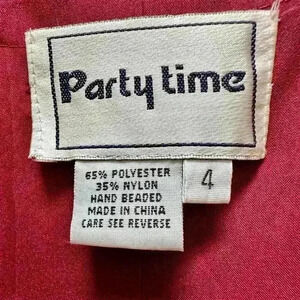 Party time
65% POLYESTER
35% NYLON
HAND BEADED
MADE IN CHINA
CARE SEE REVERSE
4